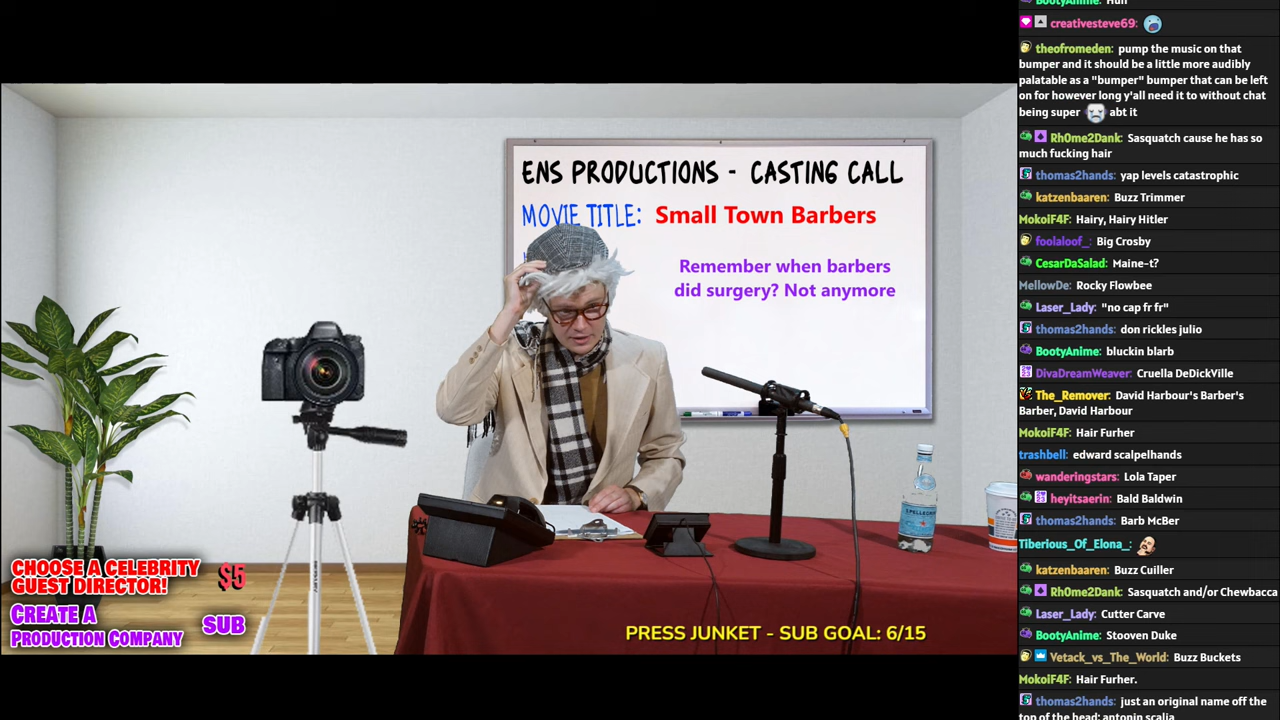 ENS PRODUCTIONS - CASTING CALL
MOVIE TITLE: Small Town Barbers
Remember when barbers
did surgery? Not anymore
S.PELLEGRINO
CHOOSE A CELEBRITY
GUEST DIRECTOR! $5
CREATE A
PRODUCTION COMPANY SUB
PRESS JUNKET - SUB GOAL: 6/15
BootyAnime: Huh
creativesteve69:
theofromeden: pump the music on that
bumper and it should be a little more audibly
palatable as a "bumper" bumper that can be left
on for however long y'all need it to without chat
being super abt it
Rh0me2Dank: Sasquatch cause he has so
much fucking hair
thomas2hands: yap levels catastrophic
katzenbaaren: Buzz Trimmer
MokoiF4F: Hairy, Hairy Hitler
foolaloof_: Big Crosby
CesarDaSalad: Maine-t?
MellowDe: Rocky Flowbee
Laser_Lady: "no cap fr fr"
thomas2hands: don rickles julio
BootyAnime: bluckin blarb
DivaDreamWeaver: Cruella DeDickVille
The_Remover: David Harbour's Barber's
Barber, David Harbour
MokoiF4F: Hair Furher
trashbell: edward scalpelhands
wanderingstars: Lola Taper
heyitsaerin: Bald Baldwin
thomas2hands: Barb McBer
Tiberious_Of_Elona_:
katzenbaaren: Buzz Cuiller
Rh0me2Dank: Sasquatch and/or Chewbacca
Laser_Lady: Cutter Carve
BootyAnime: Stooven Duke
Vetack_vs_The_World: Buzz Buckets
MokoiF4F: Hair Furher.
thomas2hands: just an original name off the
top of the head: antonin scalia